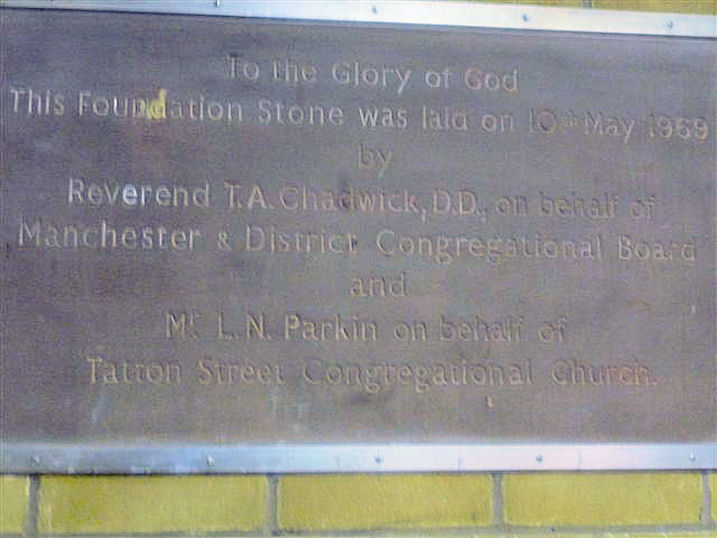 To the Glory of God
This Foundation Stone was laid on 10th May 1969
by
Reverend T.A. Chadwick, D.D., on behalf of
Manchester & District Congregational Board
and
Mr L.N. Parkin on behalf of
Tatton Street Congregational Church.